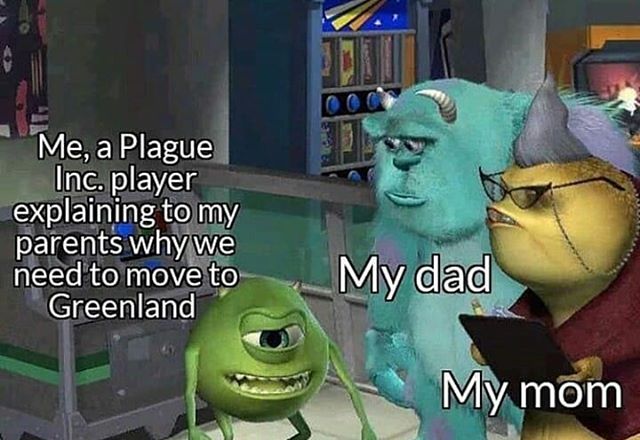 Me, a Plague
Inc. player
explaining to my
parents why we
need to move to
Greenland
My dad
My mom